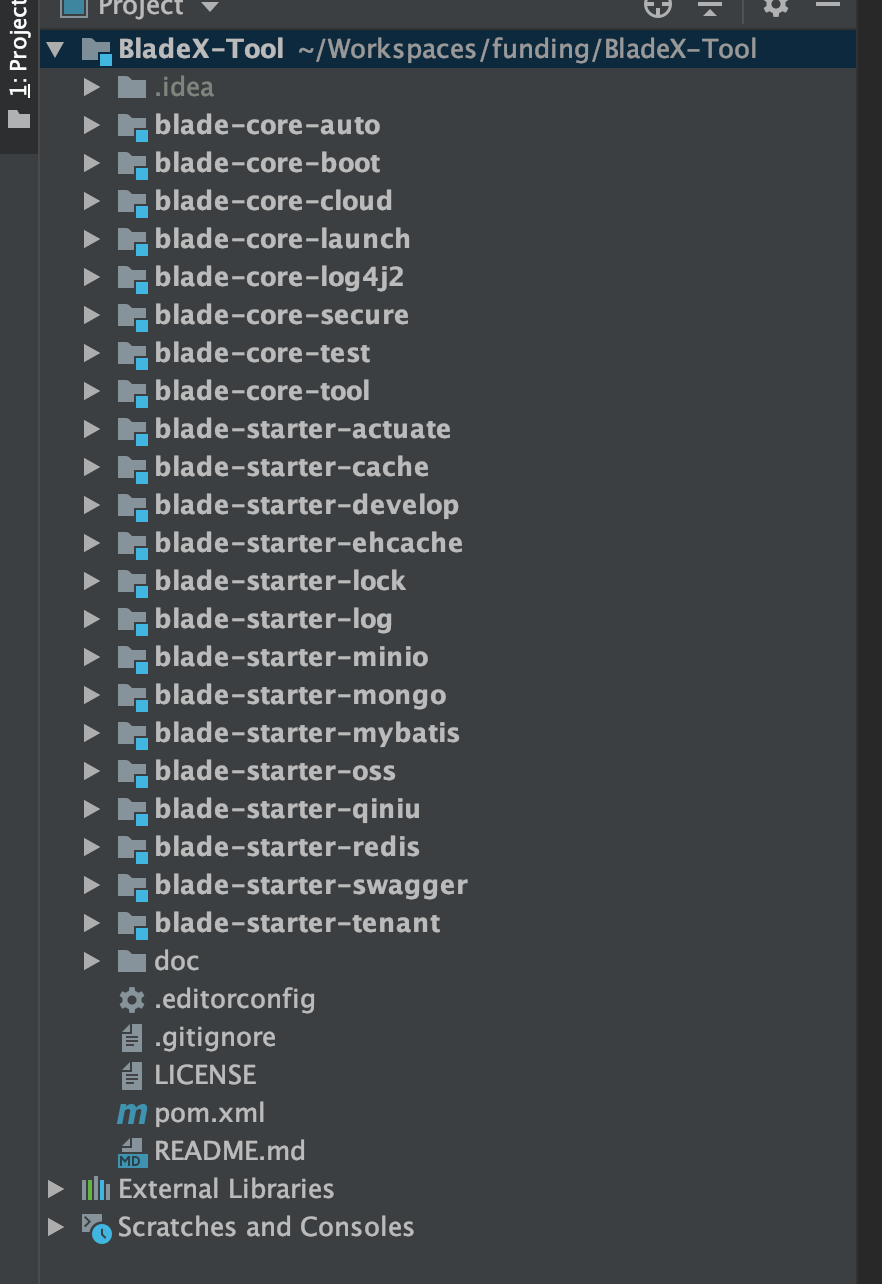 Project
1: Project
BladeX-Tool ~/Workspaces/funding/BladeX-Tool
.idea
blade-core-auto
blade-core-boot
blade-core-cloud
blade-core-launch
blade-core-log4j2
blade-core-secure
blade-core-test
blade-core-tool
blade-starter-actuate
blade-starter-cache
blade-starter-develop
blade-starter-ehcache
blade-starter-lock
blade-starter-log
blade-starter-minio
blade-starter-mongo
blade-starter-mybatis
blade-starter-oss
blade-starter-qiniu
blade-starter-redis
blade-starter-swagger
blade-starter-tenant
doc
.editorconfig
.gitignore
LICENSE
pom.xml
MD README.md
External Libraries
Scratches and Consoles